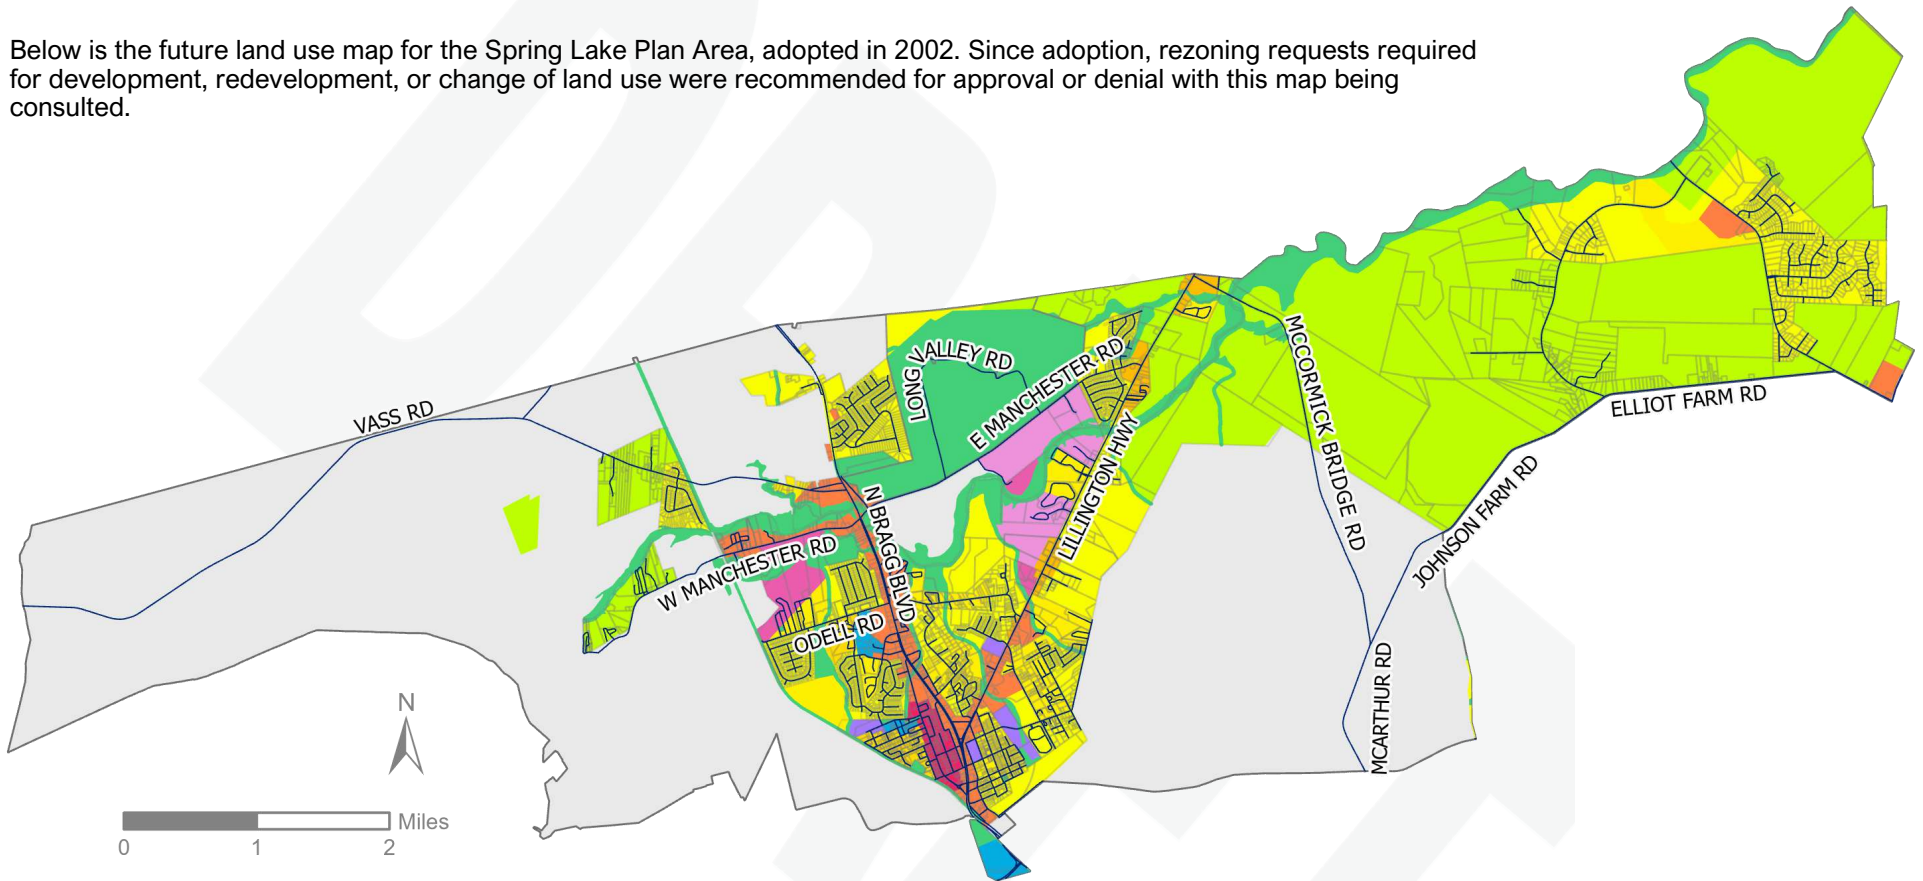 Below is the future land use map for the Spring Lake Plan Area, adopted in 2002. Since adoption, rezoning requests required
for development, redevelopment, or change of land use were recommended for approval or denial with this map being
consulted.
VASS RD
LONG VALLEY RD
E MANCHESTER RD
MCCORMICK BRIDGE RD
ELLIOT FARM RD
LILLINGTON HWY
JOHNSON FARM RD
N BRAGG BLVD
W MANCHESTER RD
ODELL RD
MCARTHUR RD
N
Miles
0 1 2